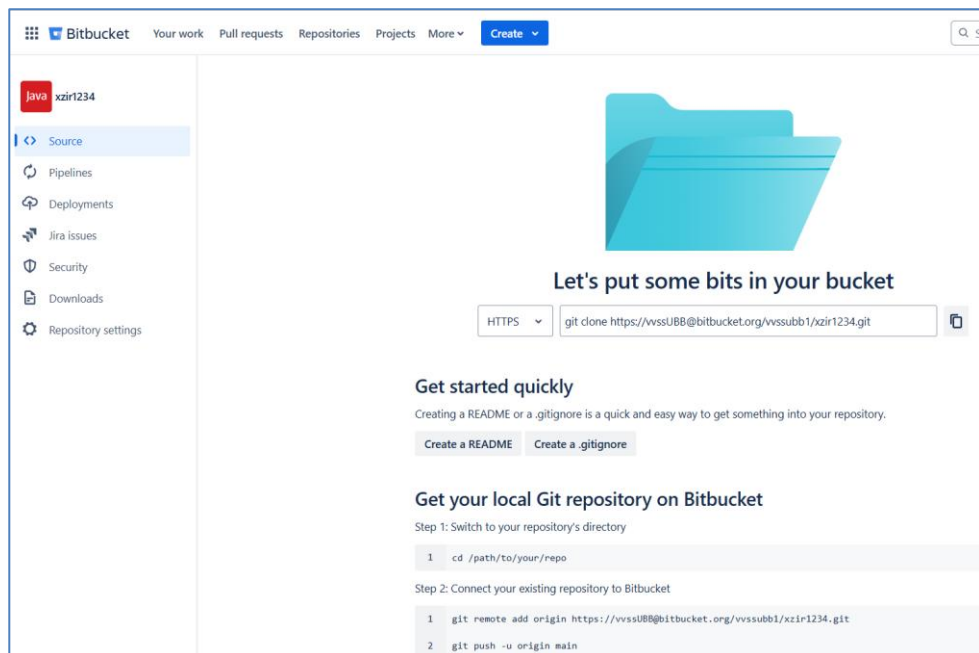 Bitbucket Your work Pull requests Repositories Projects More Create
Java xzir1234
Source
Pipelines
Deployments
Jira issues
Security
Downloads
Repository settings
Let's put some bits in your bucket
HTTPS git clone https://vvssUBB@bitbucket.org/vvssubb1/xzir1234.git
Get started quickly
Creating a README or a .gitignore is a quick and easy way to get something into your repository.
Create a README Create a .gitignore
Get your local Git repository on Bitbucket
Step 1: Switch to your repository's directory
1 cd /path/to/your/repo
Step 2: Connect your existing repository to Bitbucket
1 git remote add origin https://vvssUBB@bitbucket.org/vvssubb1/xzir1234.git
2 git push -u origin main